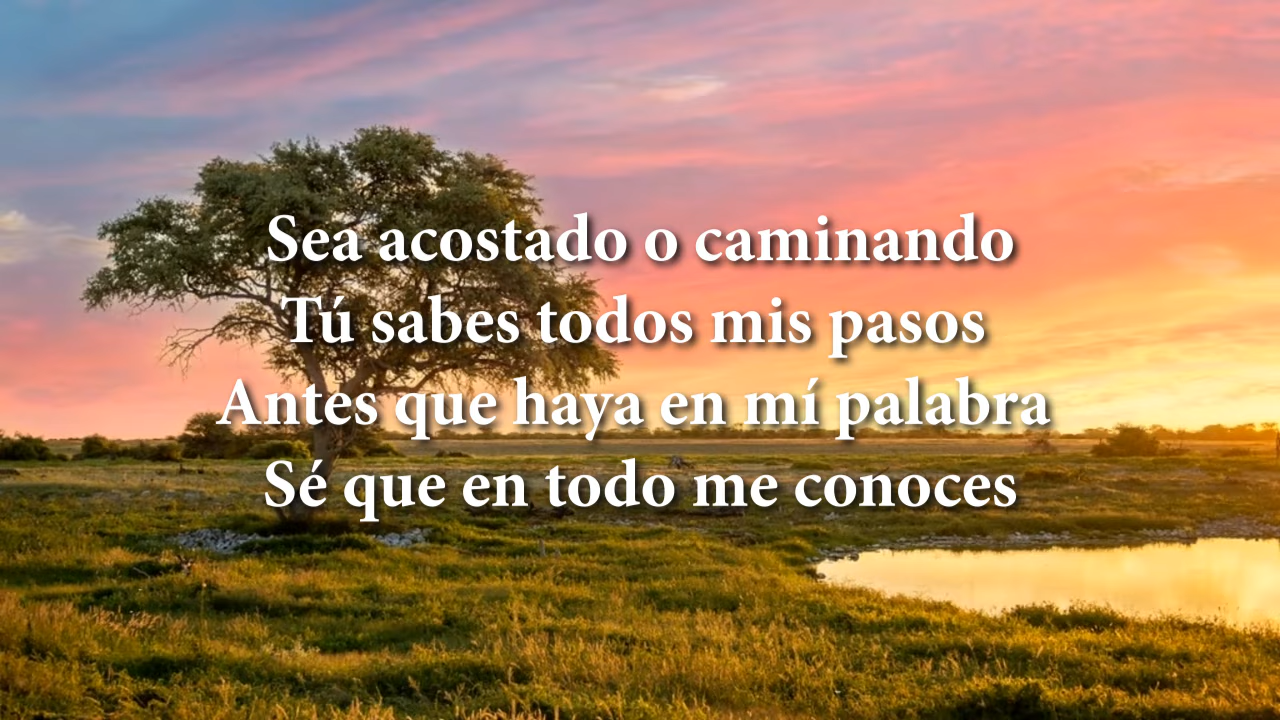 Sea acostado o caminando
Tú sabes todos mis pasos
Antes que haya en mí palabra
Sé que en todo me conoces